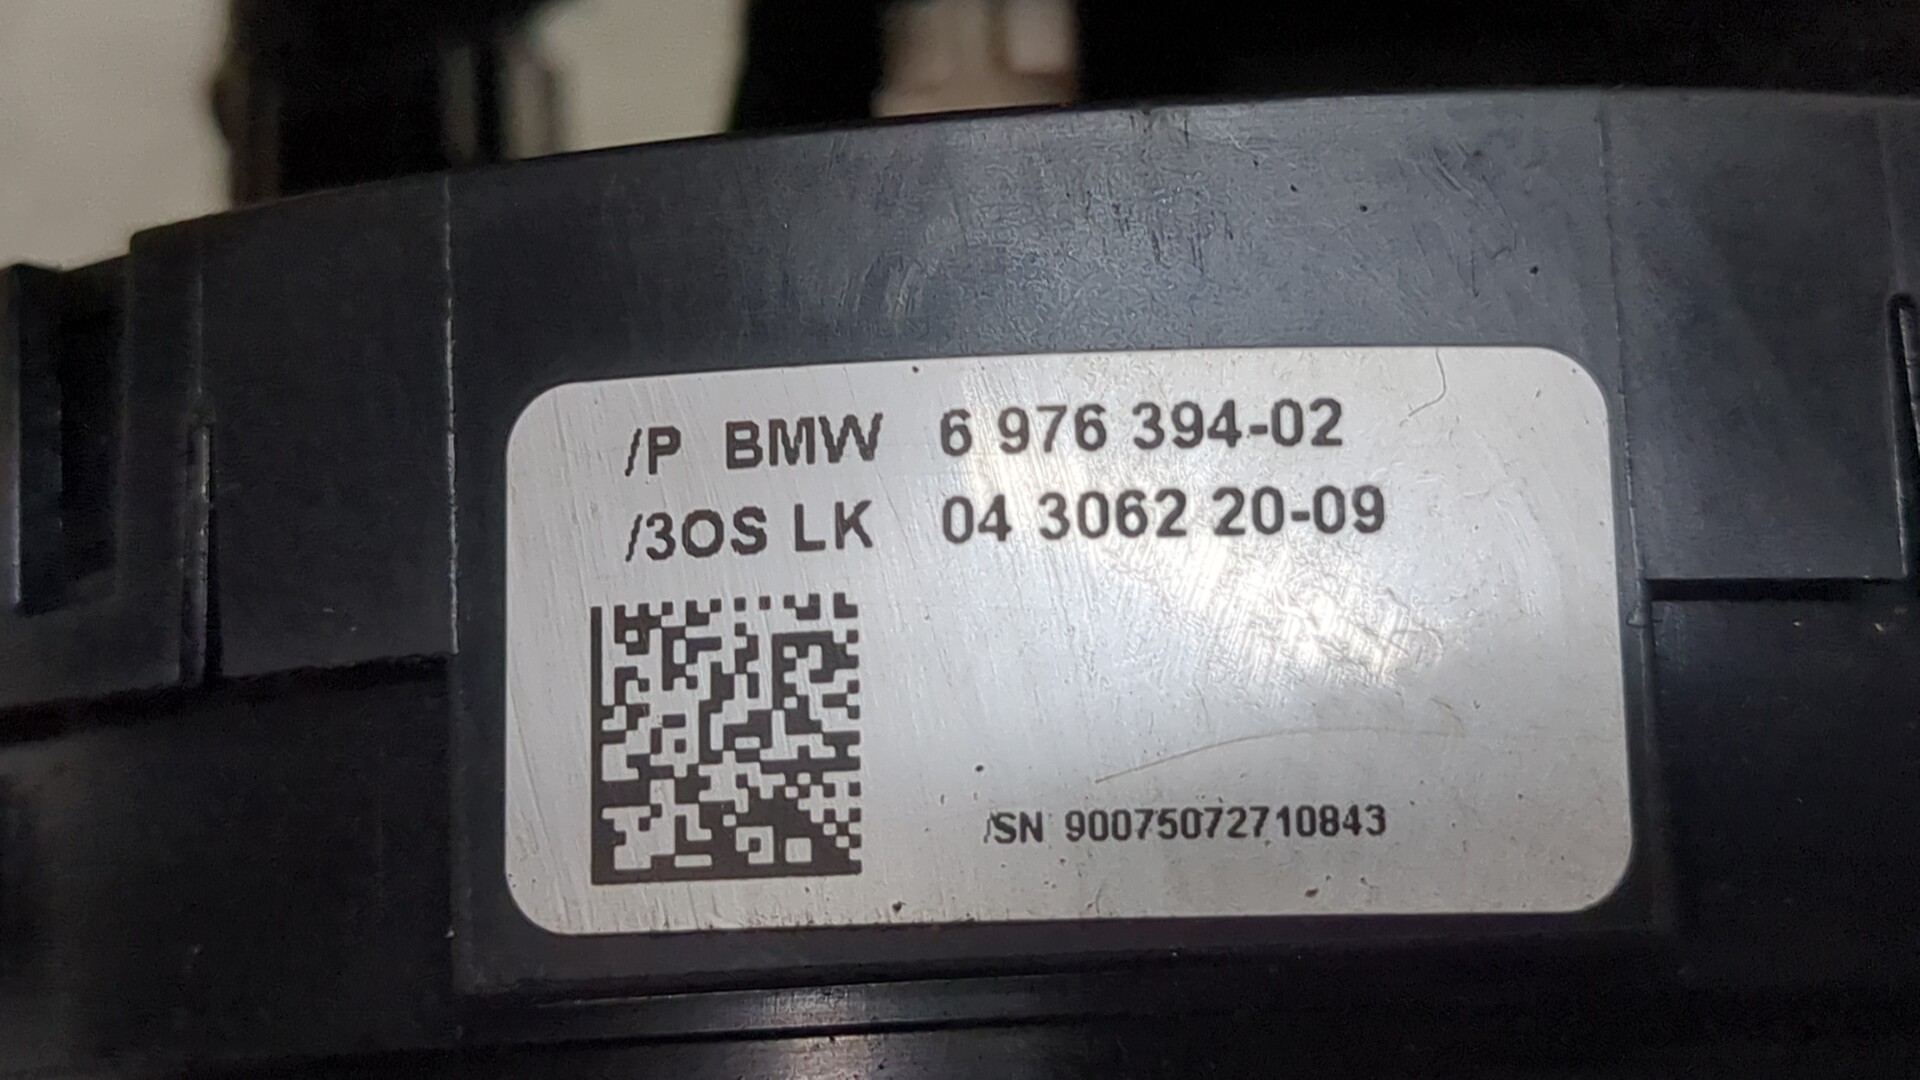 /P BMW 6 976 394-02
/3OS LK 04 3062 20-09
/SN 90075072710843